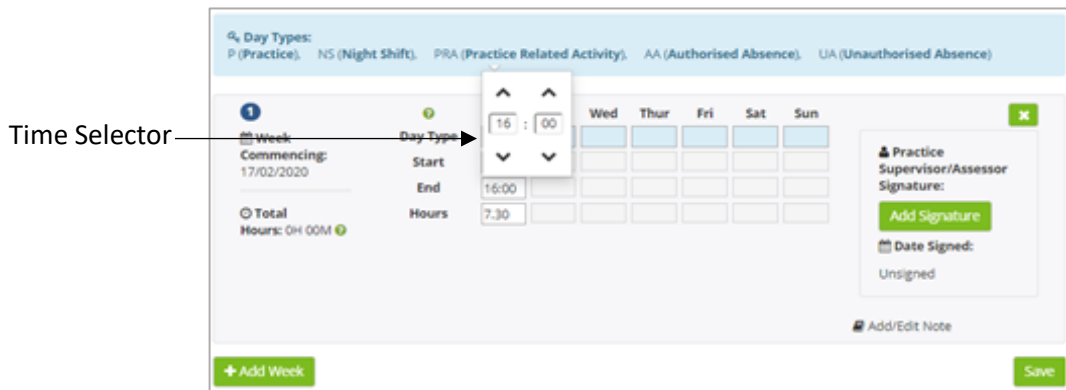 Day Types:
P (Practice), NS (Night Shift), PRA (Practice Related Activity), AA (Authorised Absence), UA (Unauthorised Absence)
Time Selector
1
Week Commencing: 17/02/2020
Total Hours: 0H 00M
16 : 00
Wed Thur Fri Sat Sun
Day Type
Start
End 16:00
Hours 7.30
Practice
Supervisor/Assessor
Signature:
Add Signature
Date Signed:
Unsigned
Add/Edit Note
+ Add Week
Save